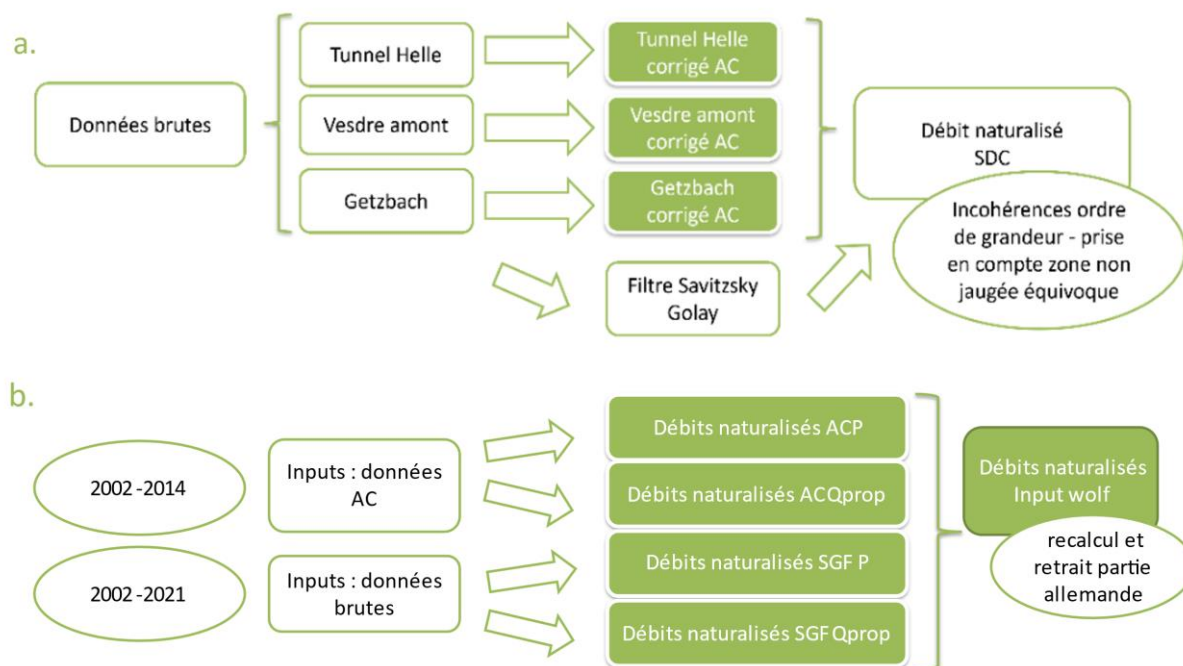 a.
Données brutes
Tunnel Helle
Vesdre amont
Getzbach
Tunnel Helle
corrigé AC
Vesdre amont
corrigé AC
Getzbach
corrigé AC
Filtre Savitzsky
Golay
Débit naturalisé
SDC
Incohérences ordre
de grandeur - prise
en compte zone non
jaugée équivoque
b.
2002 -2014
2002 -2021
Inputs : données
AC
Inputs : données
brutes
Débits naturalisés ACP
Débits naturalisés ACQprop
Débits naturalisés SGF P
Débits naturalisés SGF Qprop
Débits naturalisés
Input wolf
recalcul et
retrait partie
allemande